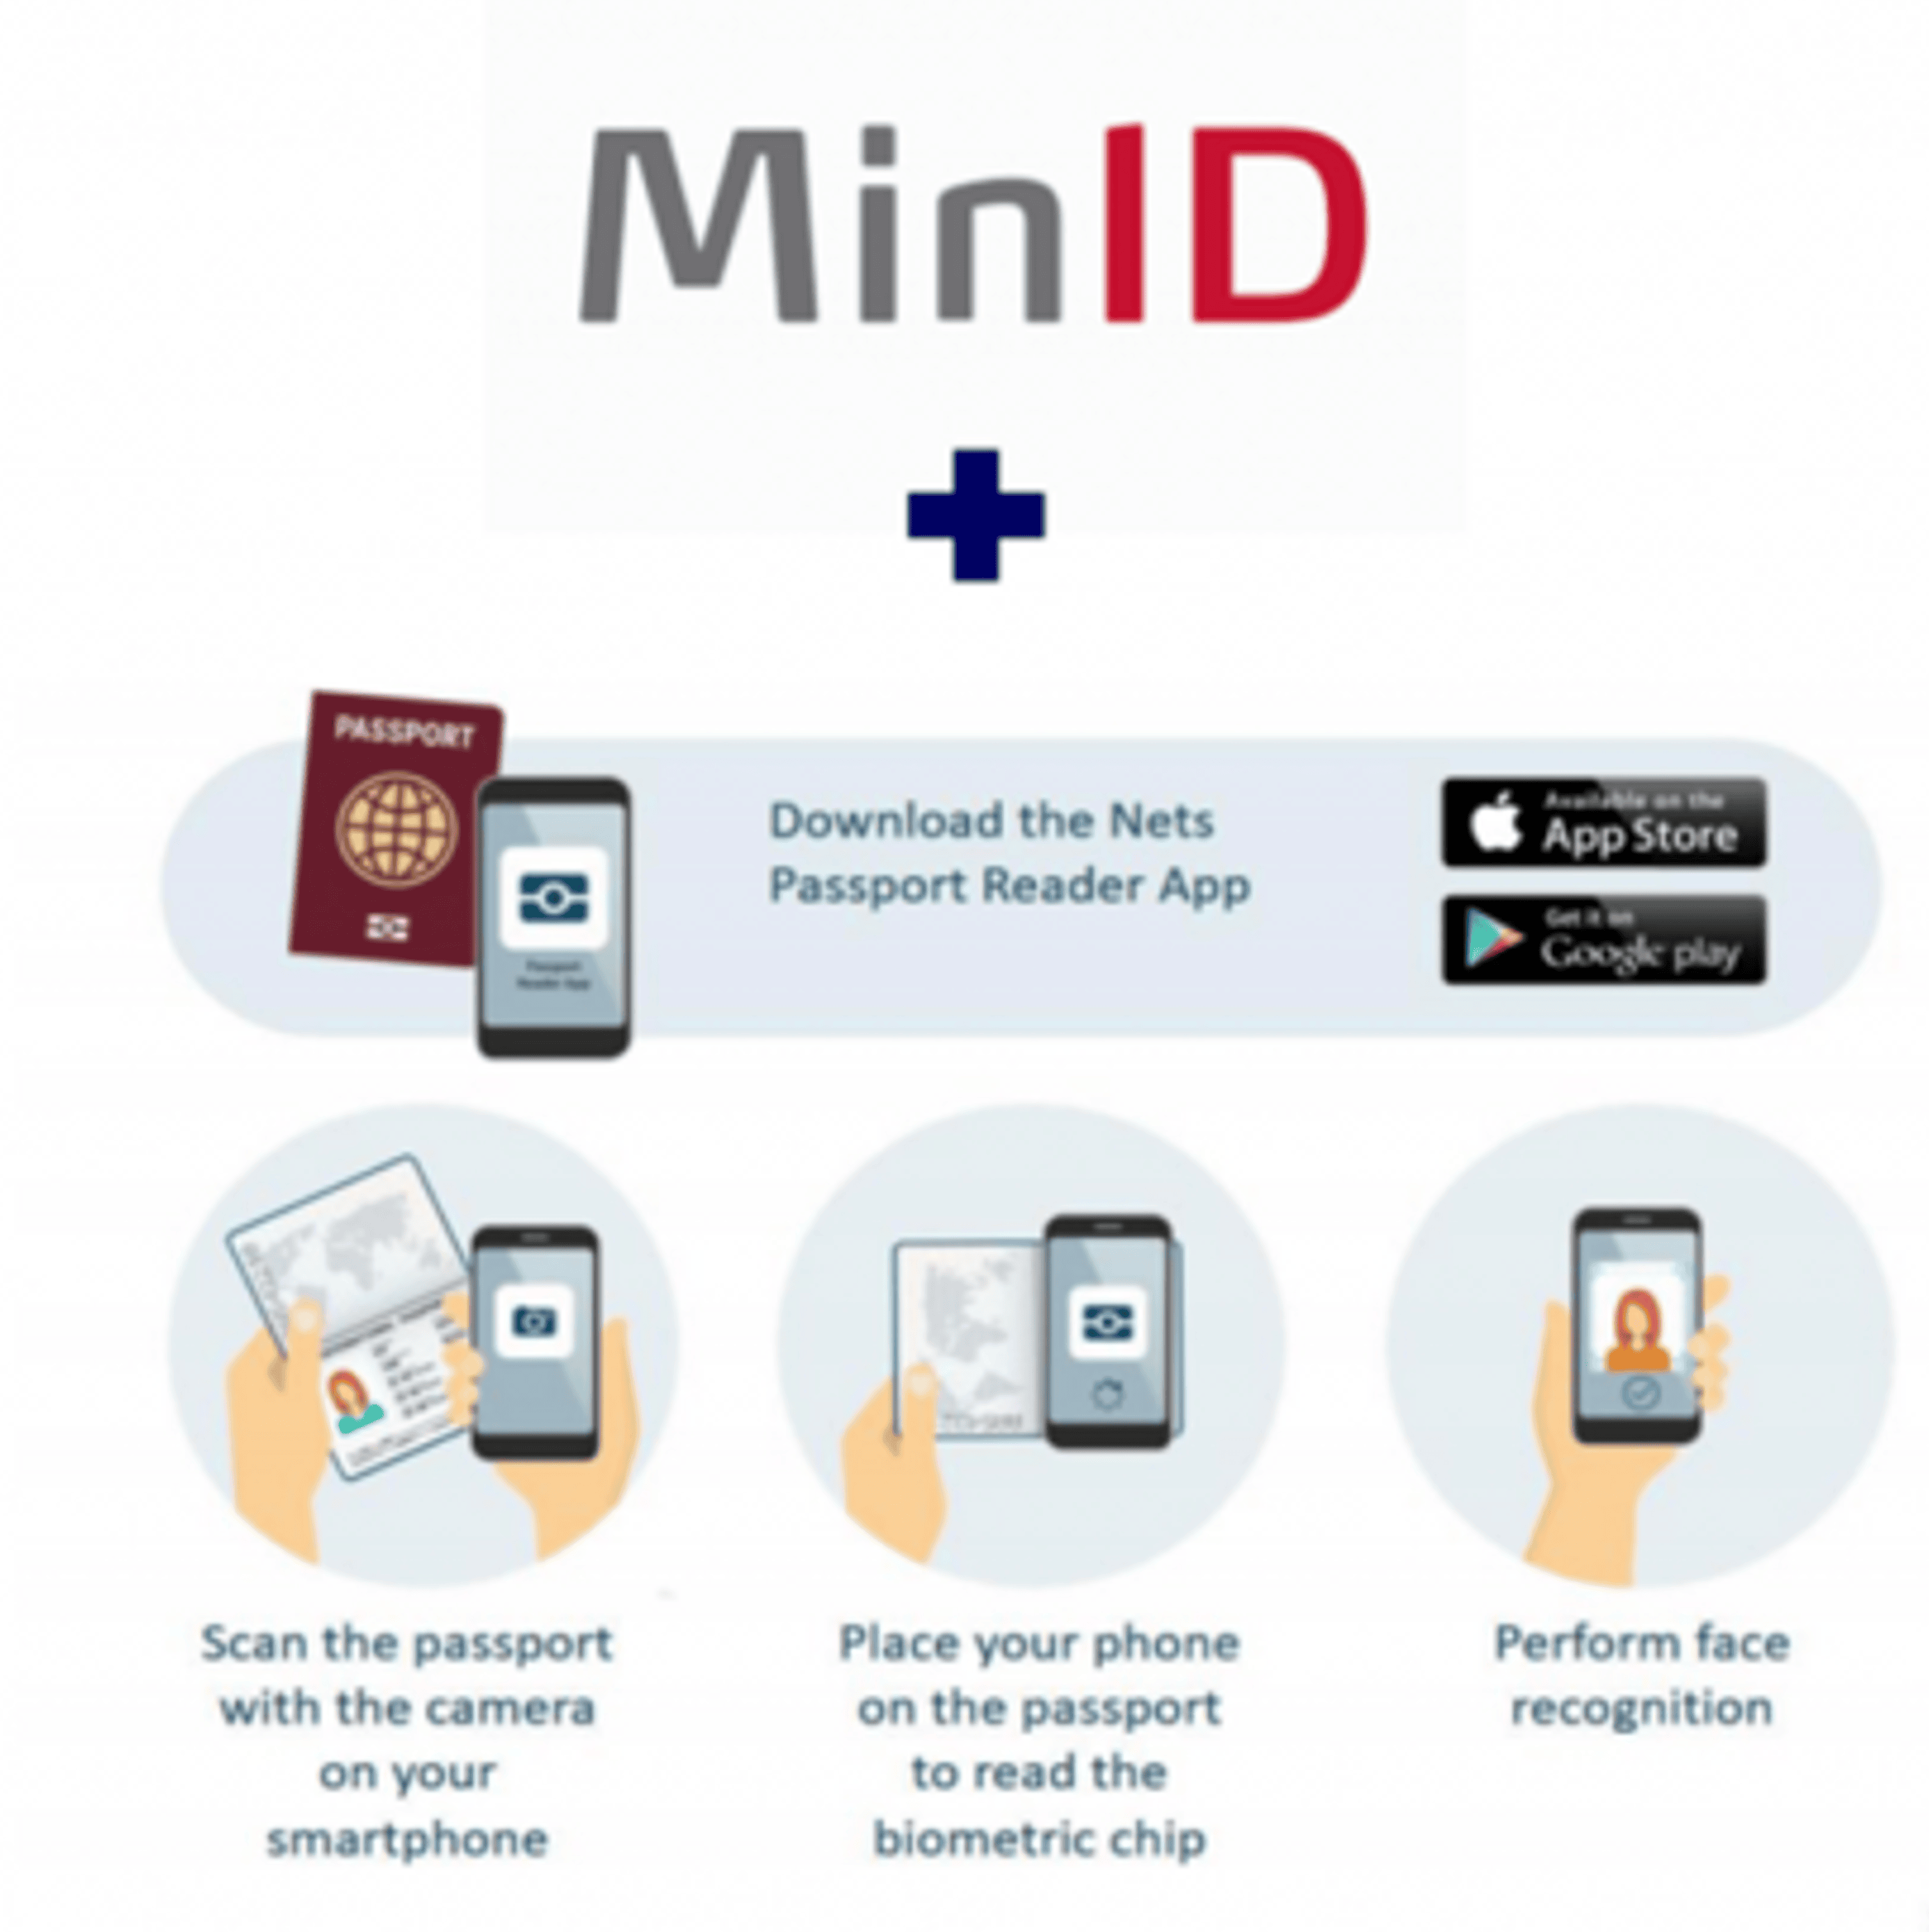 MinID
PASSPORT
Download the Nets
Passport Reader App
Available on the
App Store
Get it on
Google play
Passport
Reader App
Scan the passport
with the camera
on your
smartphone
Place your phone
on the passport
to read the
biometric chip
Perform face
recognition